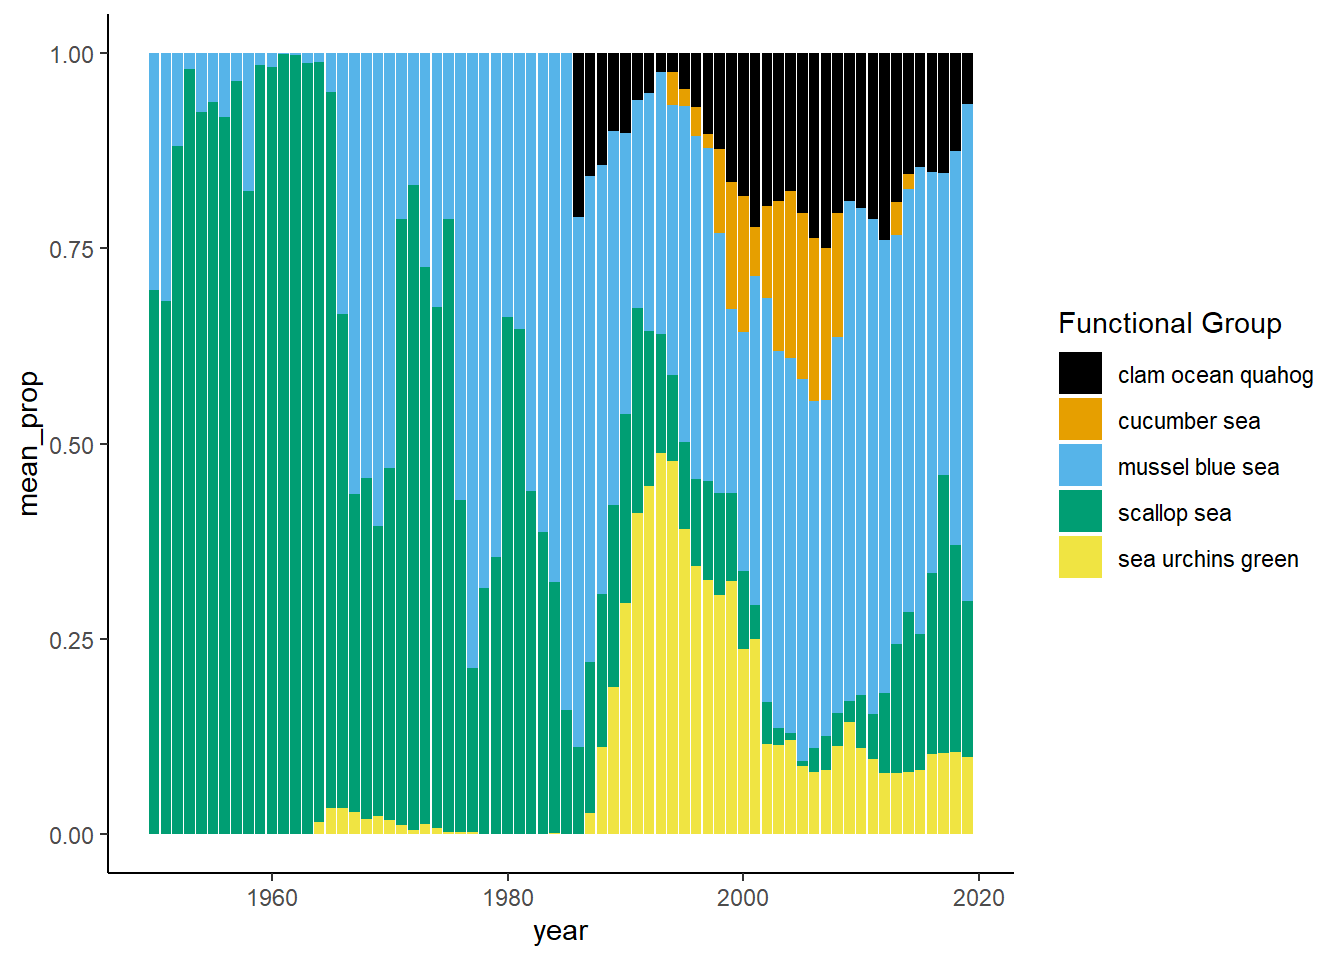 1.00
0.75
0.50
0.25
0.00
mean_prop
1960
1980
2000
2020
year
Functional Group
clam ocean quahog
cucumber sea
mussel blue sea
scallop sea
sea urchins green